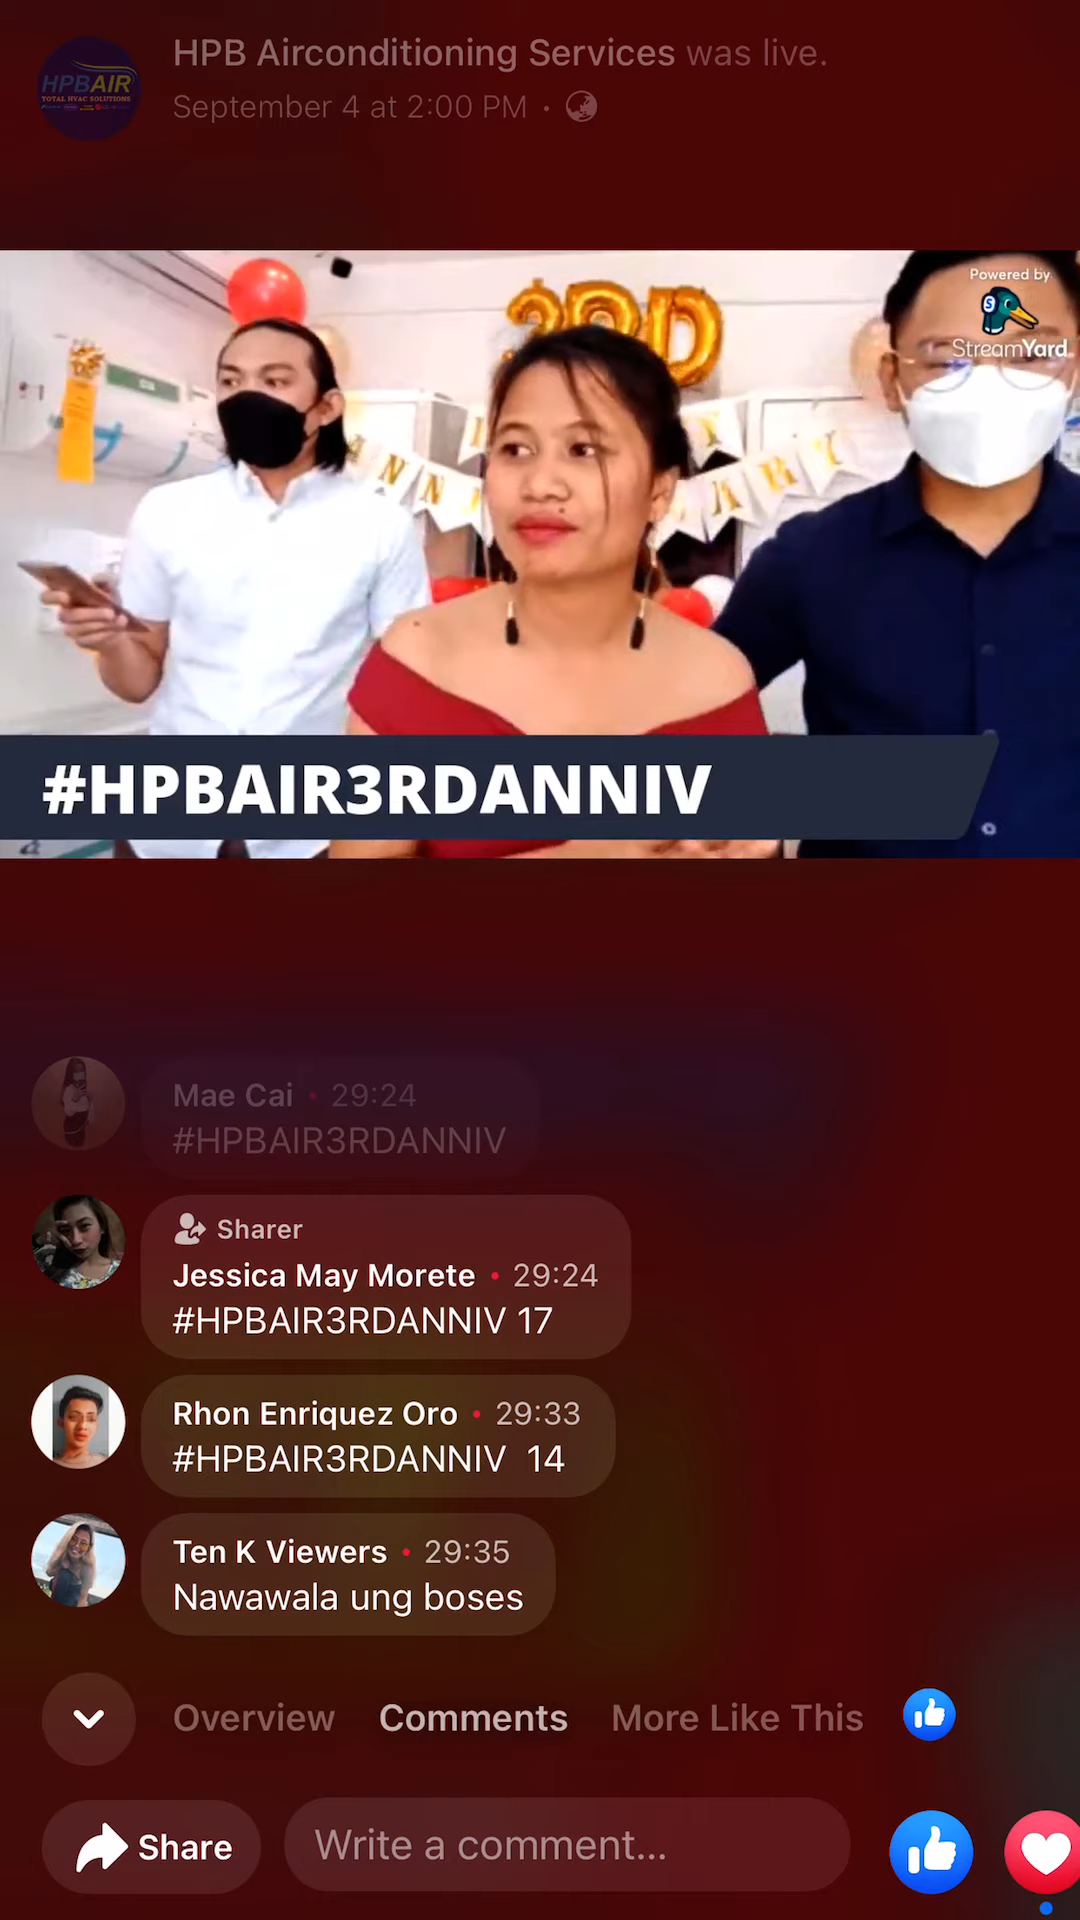 HPB Airconditioning Services was live.
September 4 at 2:00 PM ·
HPBAIR
TOTAL HVAC SOLUTIONS
Powered by
StreamYard
3RD
#HPBAIR3RDANNIV
Mae Cai • 29:24
#HPBAIR3RDANNIV
Sharer
Jessica May Morete • 29:24
#HPBAIR3RDANNIV 17
Rhon Enriquez Oro • 29:33
#HPBAIR3RDANNIV 14
Ten K Viewers • 29:35
Nawawala ung boses
Overview Comments More Like This
Share Write a comment...